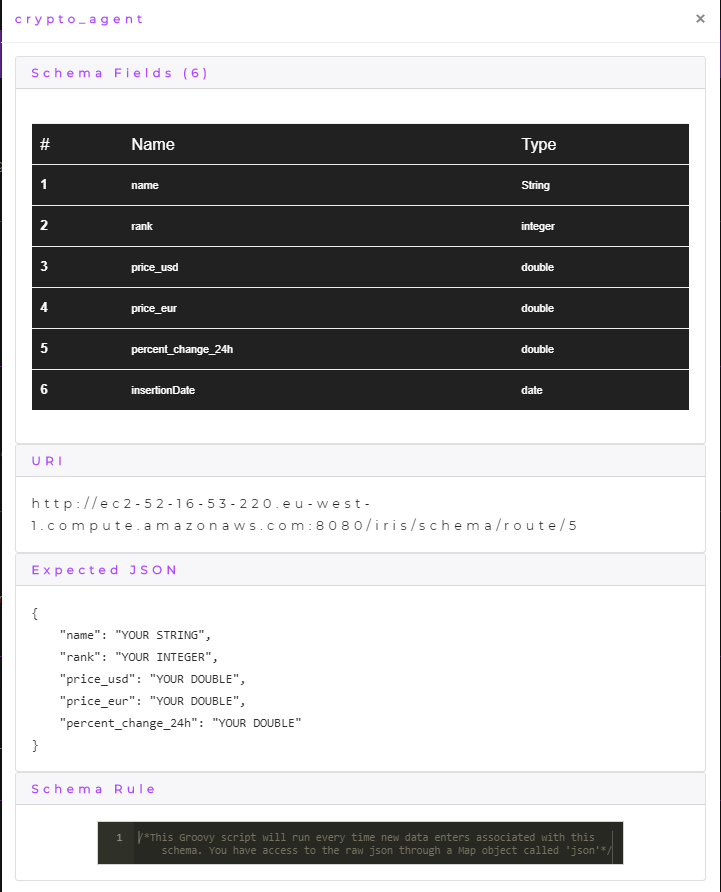 crypto_agent ×
Schema Fields (6)
# Name Type
1 name String
2 rank integer
3 price_usd double
4 price_eur double
5 percent_change_24h double
6 insertionDate date
URI
http://ec2-52-16-53-220.eu-west-
1.compute.amazonaws.com:8080/iris/schema/route/5
Expected JSON
{
    "name": "YOUR STRING",
    "rank": "YOUR INTEGER",
    "price_usd": "YOUR DOUBLE",
    "price_eur": "YOUR DOUBLE",
    "percent_change_24h": "YOUR DOUBLE"
}
Schema Rule
1 /*This Groovy script will run every time new data enters associated with this
schema. You have access to the raw json through a Map object called 'json'*/